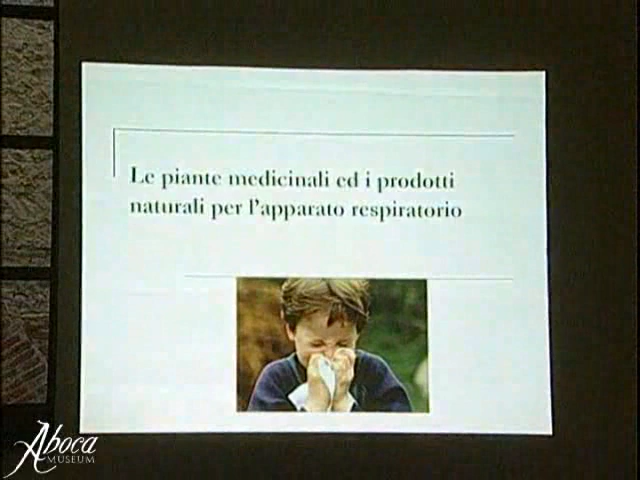 Le piante medicinali ed i prodotti
naturali per l'apparato respiratorio
Aboca
MUSEUM